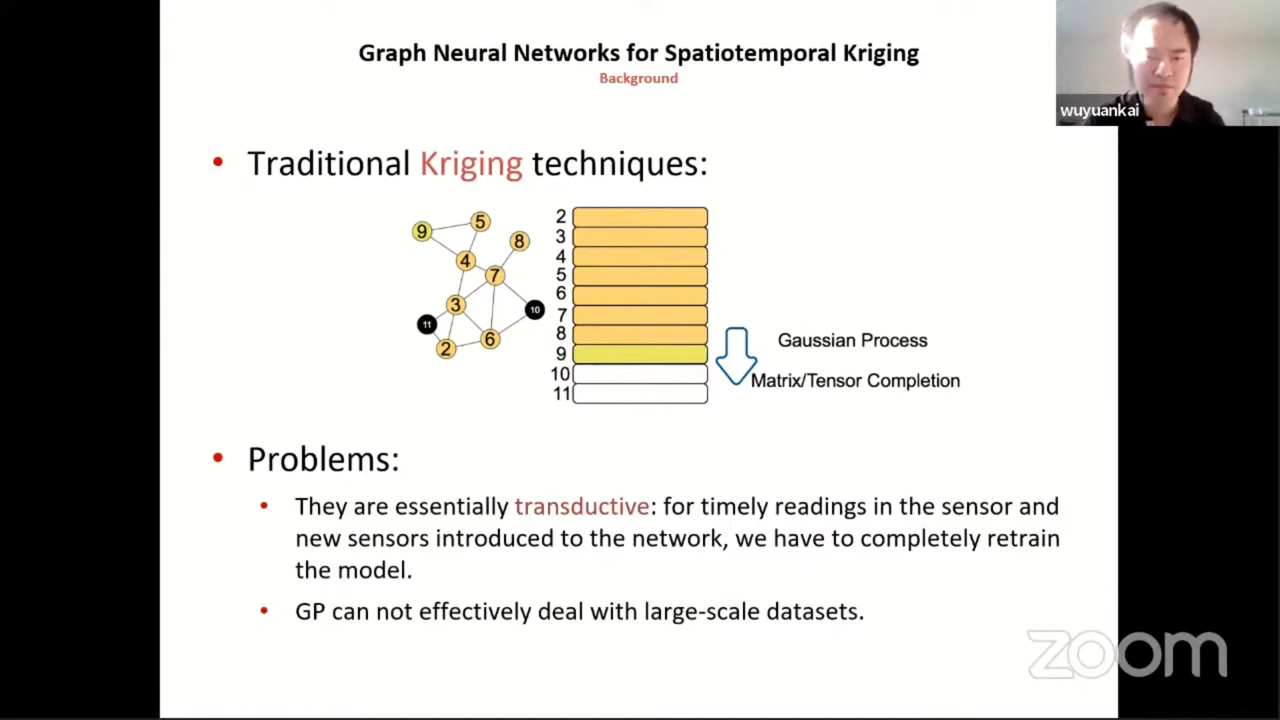 Graph Neural Networks for Spatiotemporal Kriging
Background
wuyuankai
• Traditional Kriging techniques:
9
5
8
4
7
3
10
11
6
2
2
3
4
5
6
7
8
9
10
11
Gaussian Process
Matrix/Tensor Completion
• Problems:
• They are essentially transductive: for timely readings in the sensor and
new sensors introduced to the network, we have to completely retrain
the model.
• GP can not effectively deal with large-scale datasets.
zoom